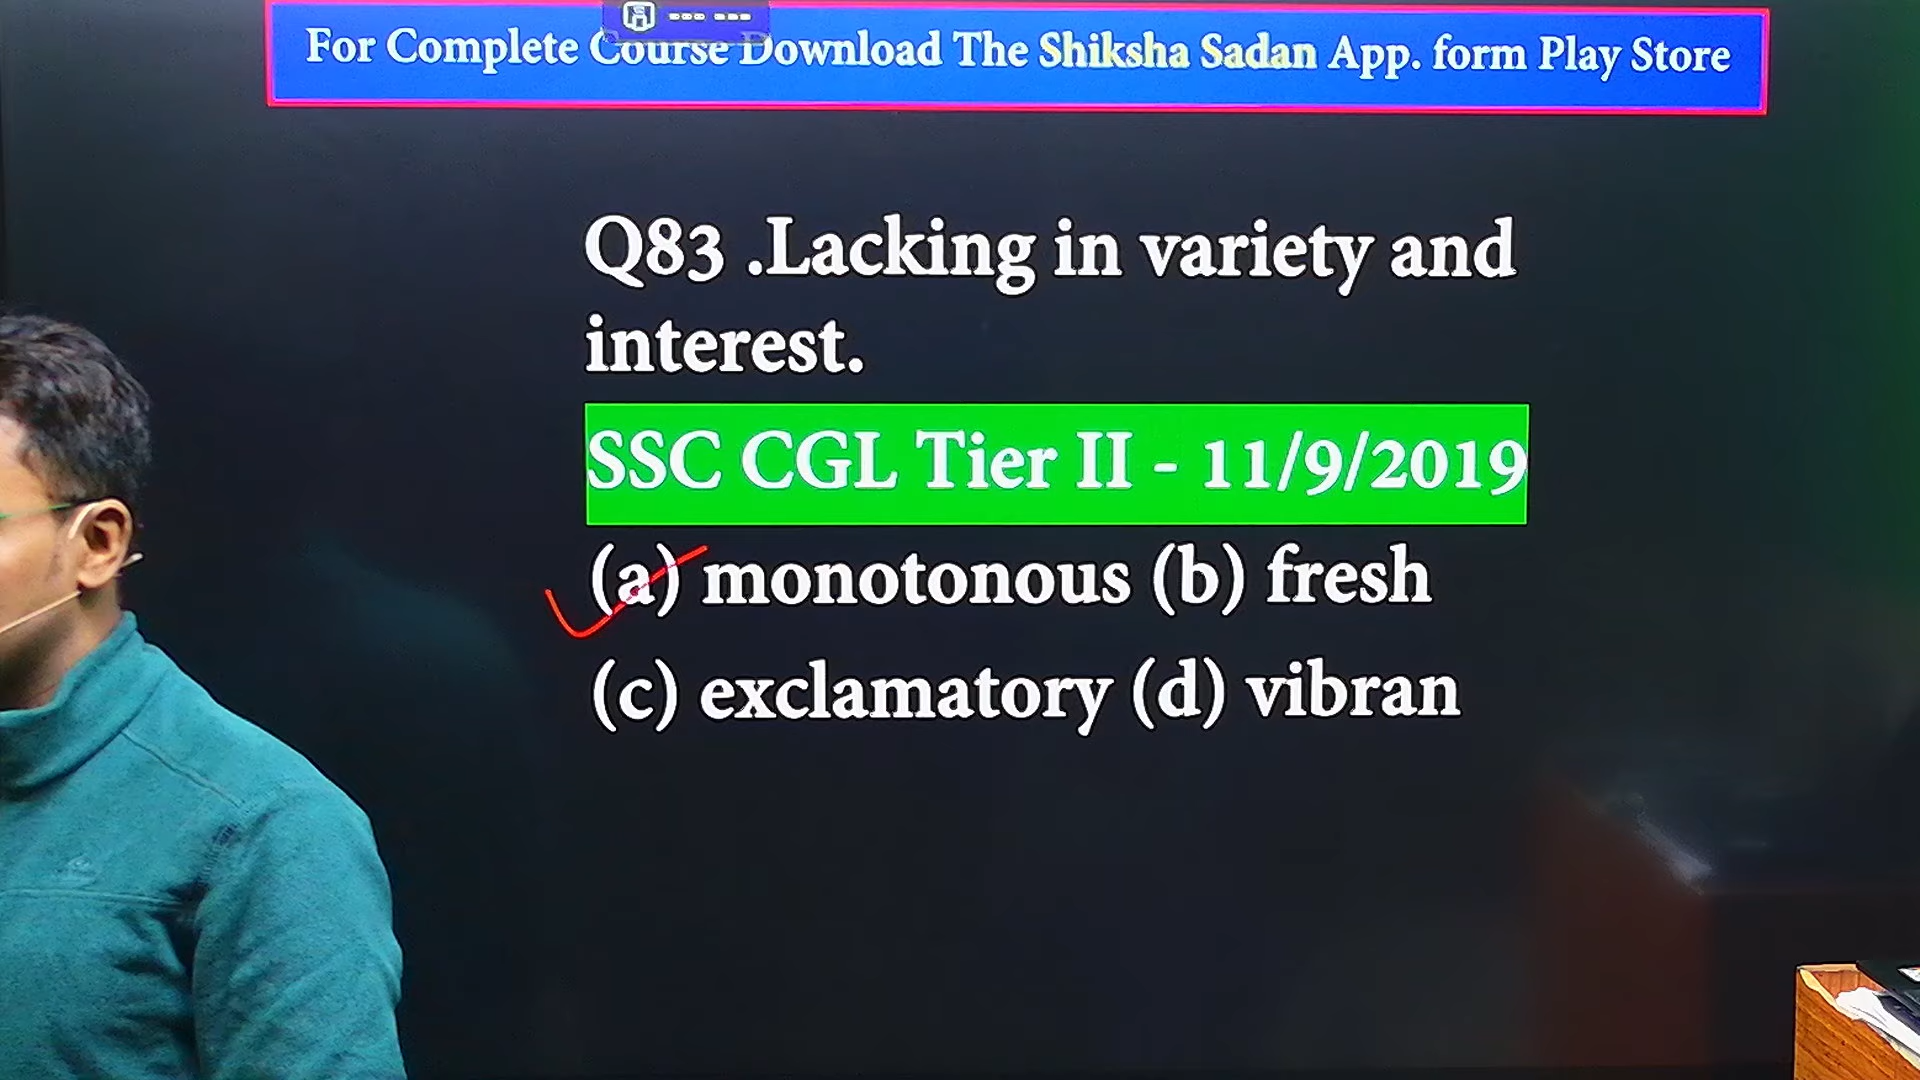 For Complete Course Download The Shiksha Sadan App. form Play Store
Q83 .Lacking in variety and
interest.
SSC CGL Tier II - 11/9/2019
(a) monotonous (b) fresh
(c) exclamatory (d) vibran